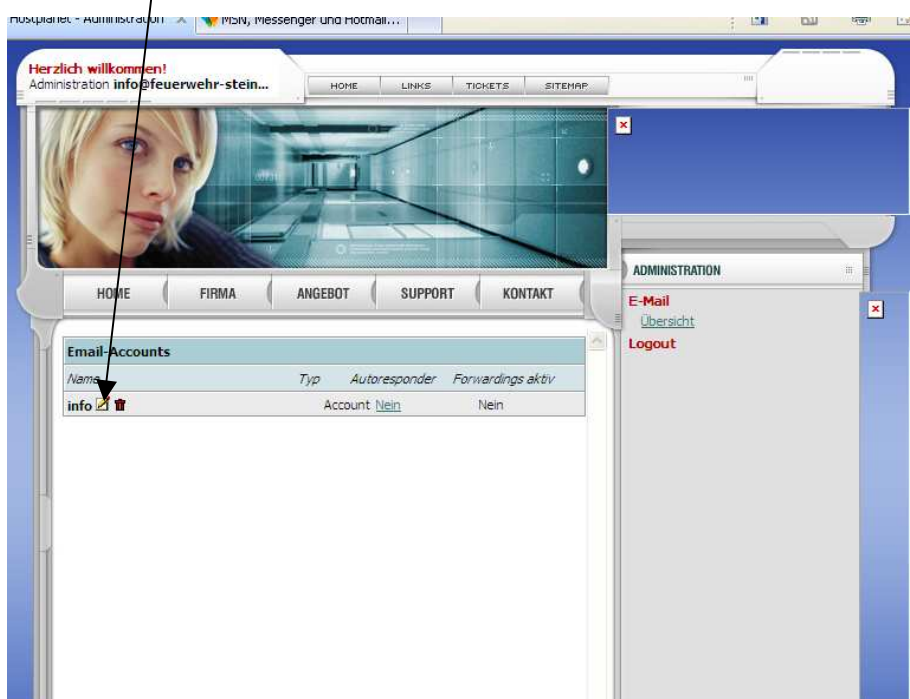 Hostplanet - Administration
MSN, Messenger und Hotmail...
Herzlich willkommen!
Administration info@feuerwehr-stein...
HOME LINKS TICKETS SITEMAP
ADMINISTRATION
HOME FIRMA ANGEBOT SUPPORT KONTAKT
E-Mail
Übersicht
Logout
Email-Accounts
Name Typ Autoresponder Forwardings aktiv
info Account Nein Nein